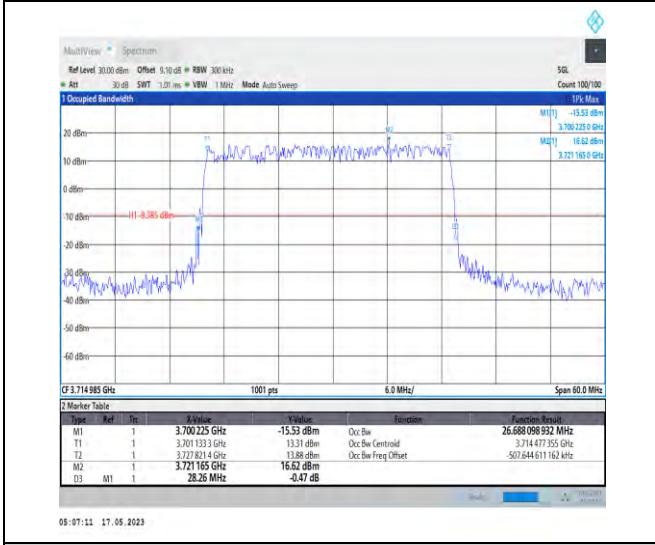 MultiView Spectrum
Ref Level 30.00 dBm Offset 9.10 dB RBW 300 kHz SGL
Att 30 dB SWT 1.01 ms VBW 1 MHz Mode Auto Sweep Count 100/100
1 Occupied Bandwidth 1Pk Max
M1[1] -15.53 dBm
3.700 225 0 GHz
M2[1] 16.62 dBm
3.721 165 0 GHz
T1
M2
20 dBm
10 dBm
0 dBm
-10 dBm
-20 dBm
-30 dBm
-40 dBm
-50 dBm
-60 dBm
CF 3.714 985 GHz 1001 pts 6.0 MHz/ Span 60.0 MHz
2 Marker Table
Type Ref Trc X-Value Y-Value Function Function Result
M1 1 3.700 225 GHz -15.53 dBm Occ Bw 26.688 098 932 MHz
T1 1 3.701 133 3 GHz 13.31 dBm Occ Bw Centroid 3.714 477 355 GHz
T2 1 3.727 821 4 GHz 13.88 dBm Occ Bw Freq Offset -507.644 611 162 kHz
M2 1 3.721 165 GHz 16.62 dBm
D3 M1 1 28.26 MHz -0.47 dB
05:07:11 17.05.2023